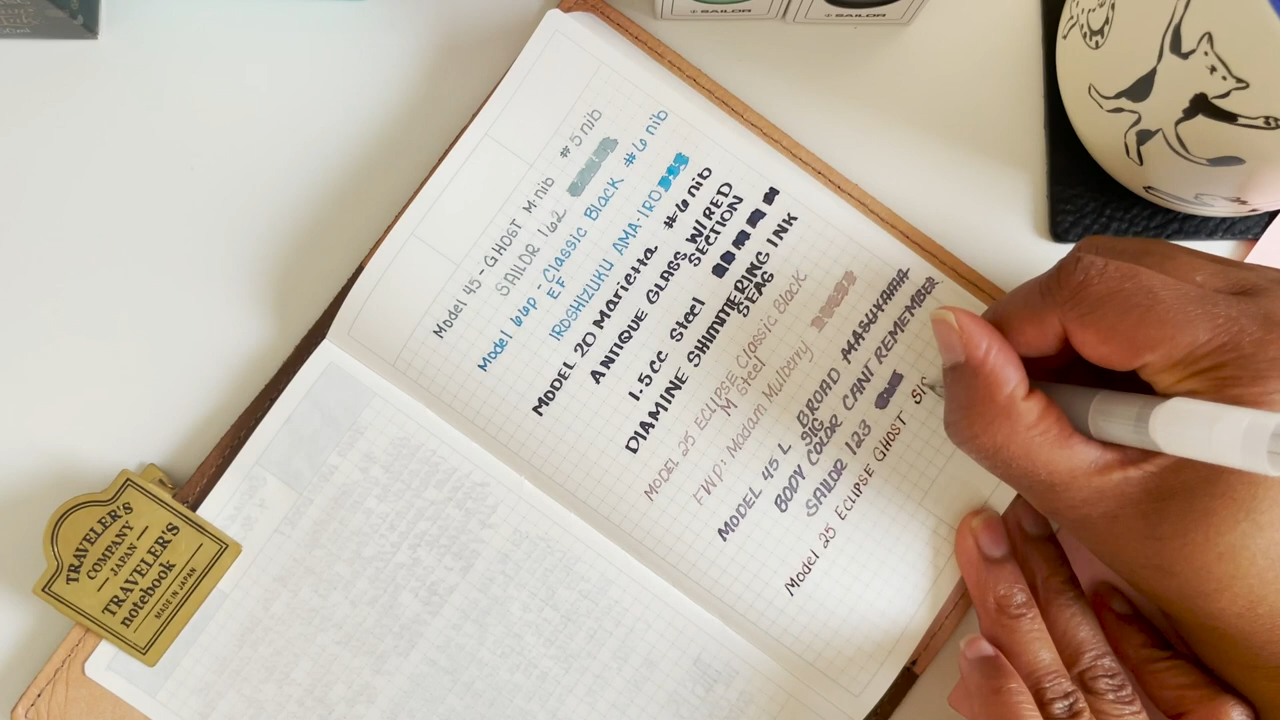 SAILOR
SAILOR
Model 45 - GHOST M-nib #5 nib
SAILOR 162
Model 66p - Classic Black #6 nib
EF
IROSHIZUKU AMA-IRO
MODEL 20 Marietta #6 nib
ANTIQUE GLASS WIRED
SECTION
1.5cc Steel
DIAMINE SHIMMERING INK
SEAS
MODEL 25 ECLIPSE Classic Black
M Steel
FWP: Madam Mulberry
MODEL 45 L BROAD MASUYAMA
SIG
BODY COLOR CANT REMEMBER
SAILOR 123
Model 25 ECLIPSE GHOST SIG
TRAVELER'S
COMPANY
JAPAN
TRAVELER'S
notebook
MADE IN JAPAN